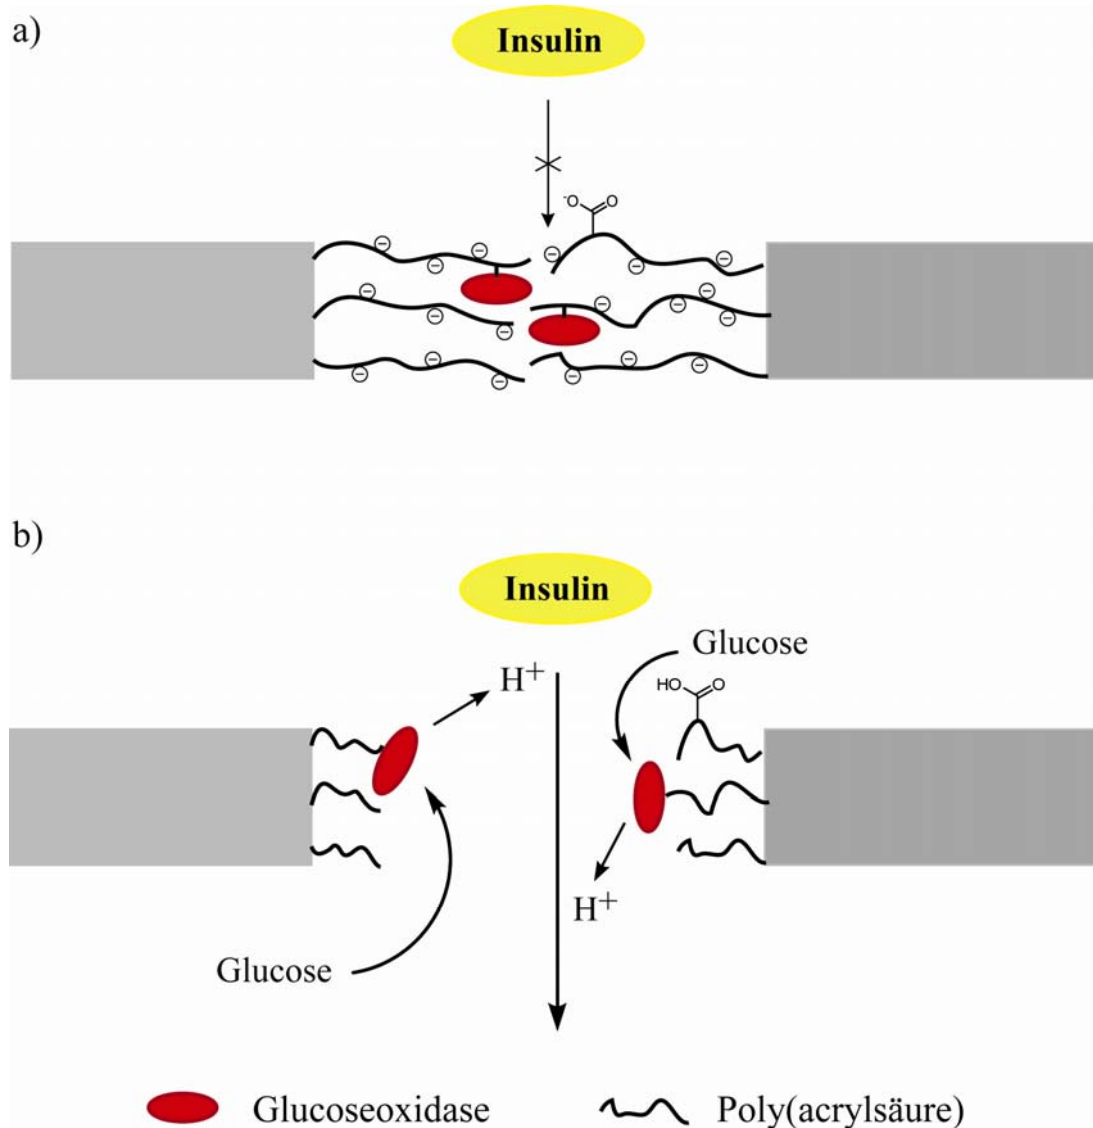 a)
Insulin
⁻O O
⊖ ⊖ ⊖ ⊖ ⊖ ⊖
⊖ ⊖ ⊖ ⊖ ⊖ ⊖ ⊖
⊖ ⊖ ⊖ ⊖ ⊖ ⊖
b)
Insulin
Glucose
H⁺
HO O
H⁺
Glucose
Glucoseoxidase
Poly(acrylsäure)